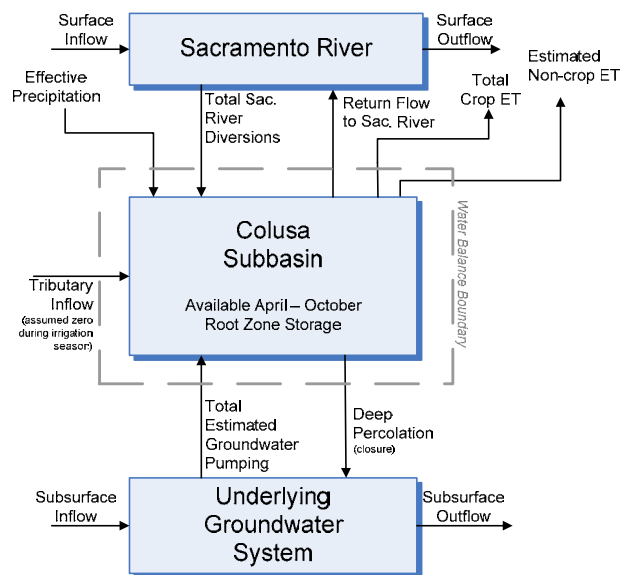 Surface
Inflow
Sacramento River
Surface
Outflow
Estimated
Non-crop ET
Effective
Precipitation
Total Sac.
River
Diversions
Return Flow
to Sac. River
Total
Crop ET
Water Balance Boundary
Colusa
Subbasin
Available April – October
Root Zone Storage
Tributary
Inflow
(assumed zero
during irrigation
season)
Total
Estimated
Groundwater
Pumping
Deep
Percolation
(closure)
Subsurface
Inflow
Underlying
Groundwater
System
Subsurface
Outflow